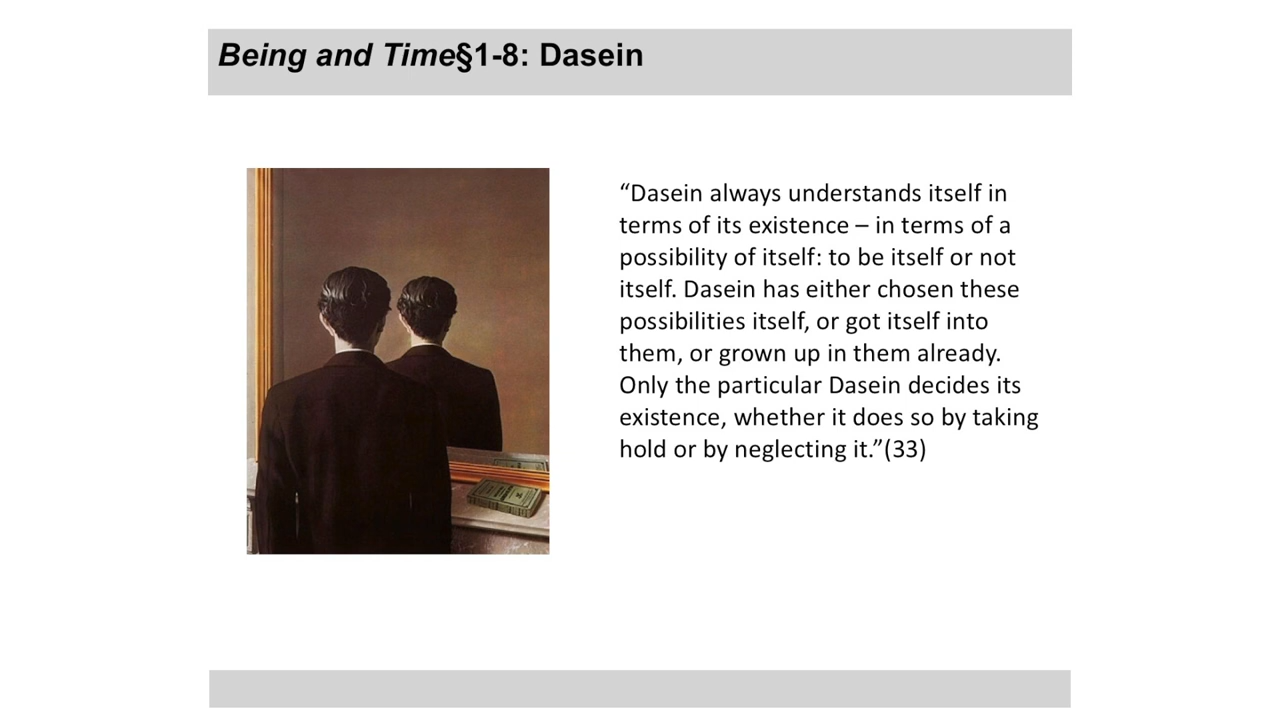 Being and Time§1-8: Dasein
“Dasein always understands itself in
terms of its existence – in terms of a
possibility of itself: to be itself or not
itself. Dasein has either chosen these
possibilities itself, or got itself into
them, or grown up in them already.
Only the particular Dasein decides its
existence, whether it does so by taking
hold or by neglecting it.”(33)